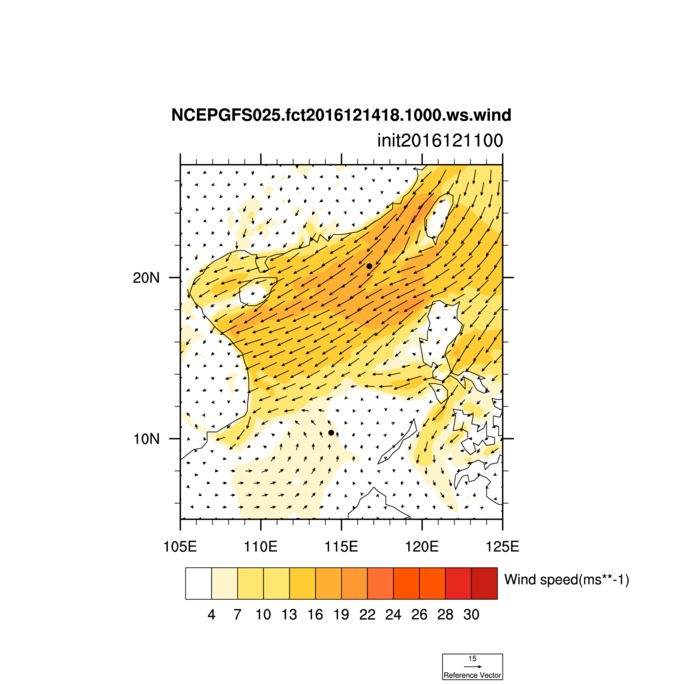 NCEPGFS025.fct2016121418.1000.ws.wind
init2016121100
20N
10N
105E 110E 115E 120E 125E
Wind speed(ms**-1)
4 7 10 13 16 19 22 24 26 28 30
15
Reference Vector